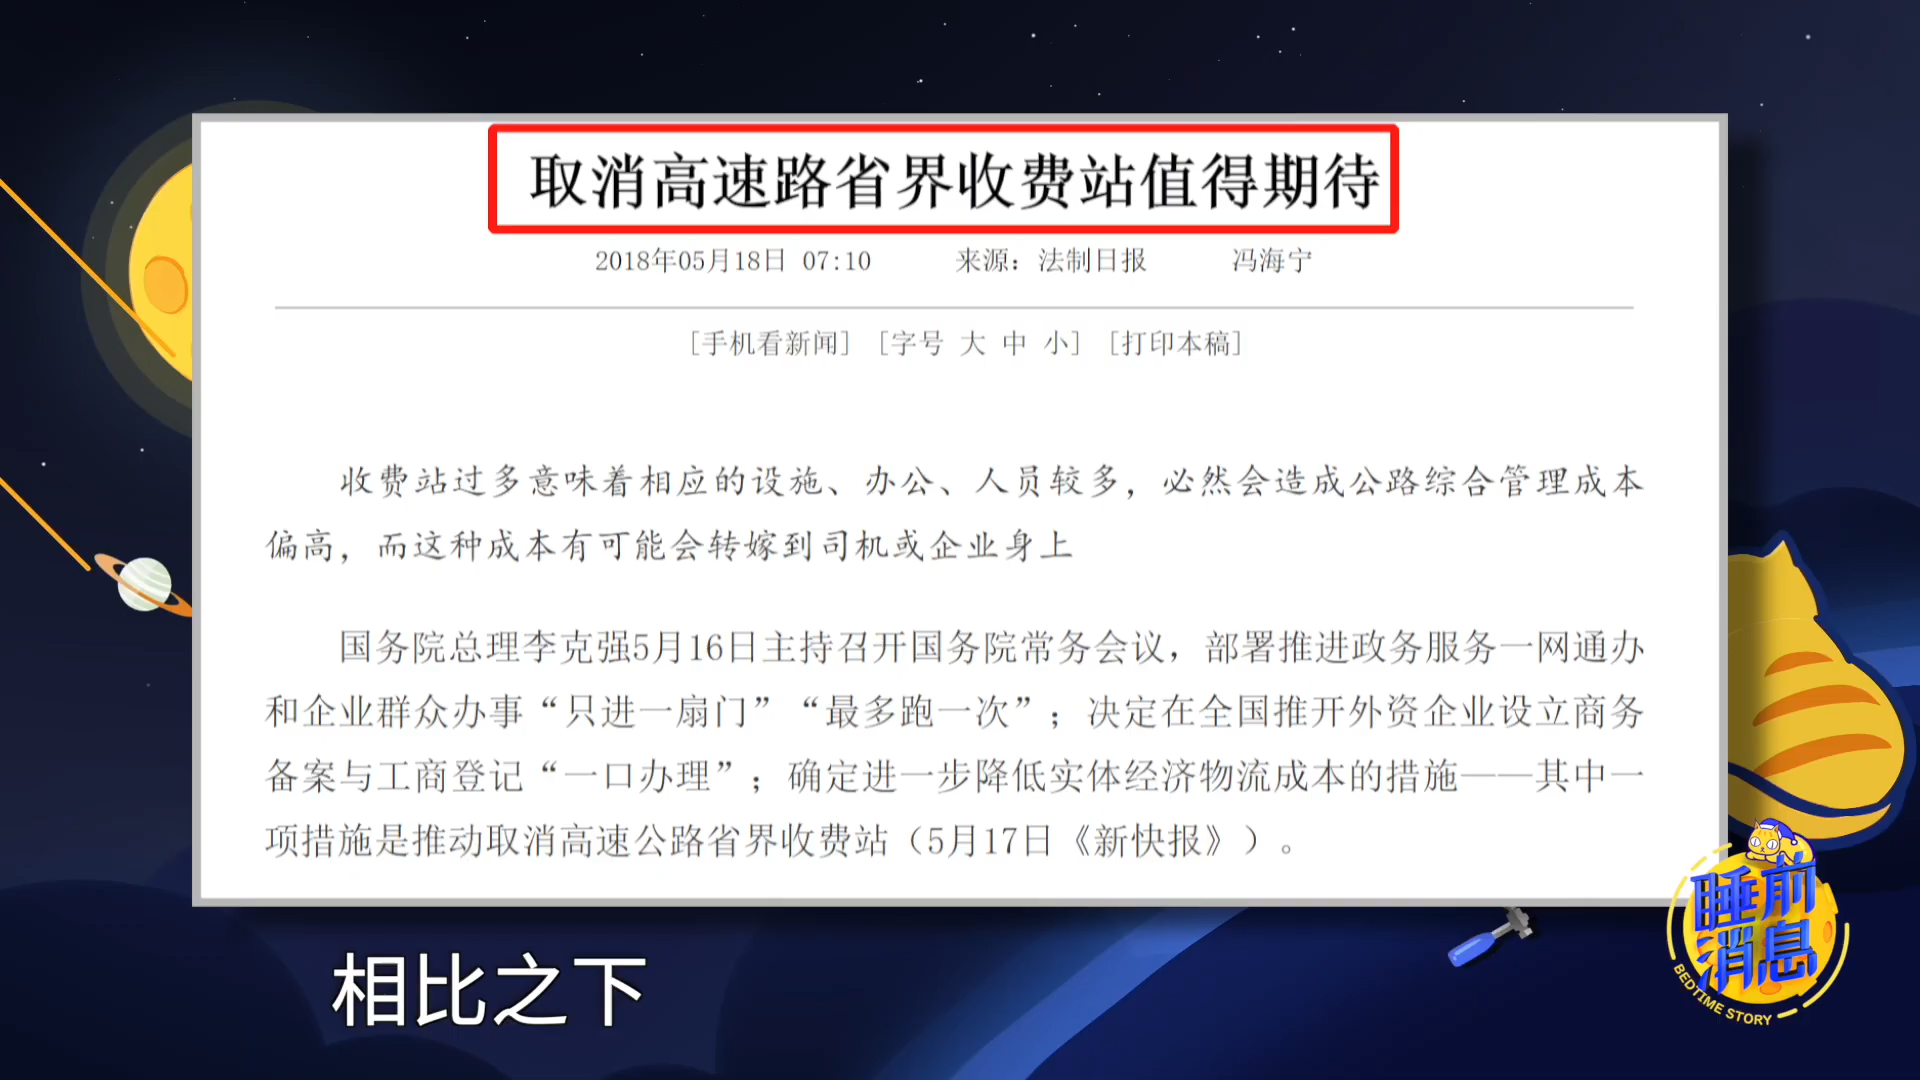 取消高速路省界收费站值得期待
2018年05月18日 07:10 来源：法制日报 冯海宁
[手机看新闻] [字号 大 中 小] [打印本稿]
收费站过多意味着相应的设施、办公、人员较多，必然会造成公路综合管理成本
偏高，而这种成本有可能会转嫁到司机或企业身上
国务院总理李克强5月16日主持召开国务院常务会议，部署推进政务服务一网通办
和企业群众办事“只进一扇门”“最多跑一次”；决定在全国推开外资企业设立商务
备案与工商登记“一口办理”；确定进一步降低实体经济物流成本的措施——其中一
项措施是推动取消高速公路省界收费站（5月17日《新快报》）。
睡前
消息
BEDTIME STORY
相比之下